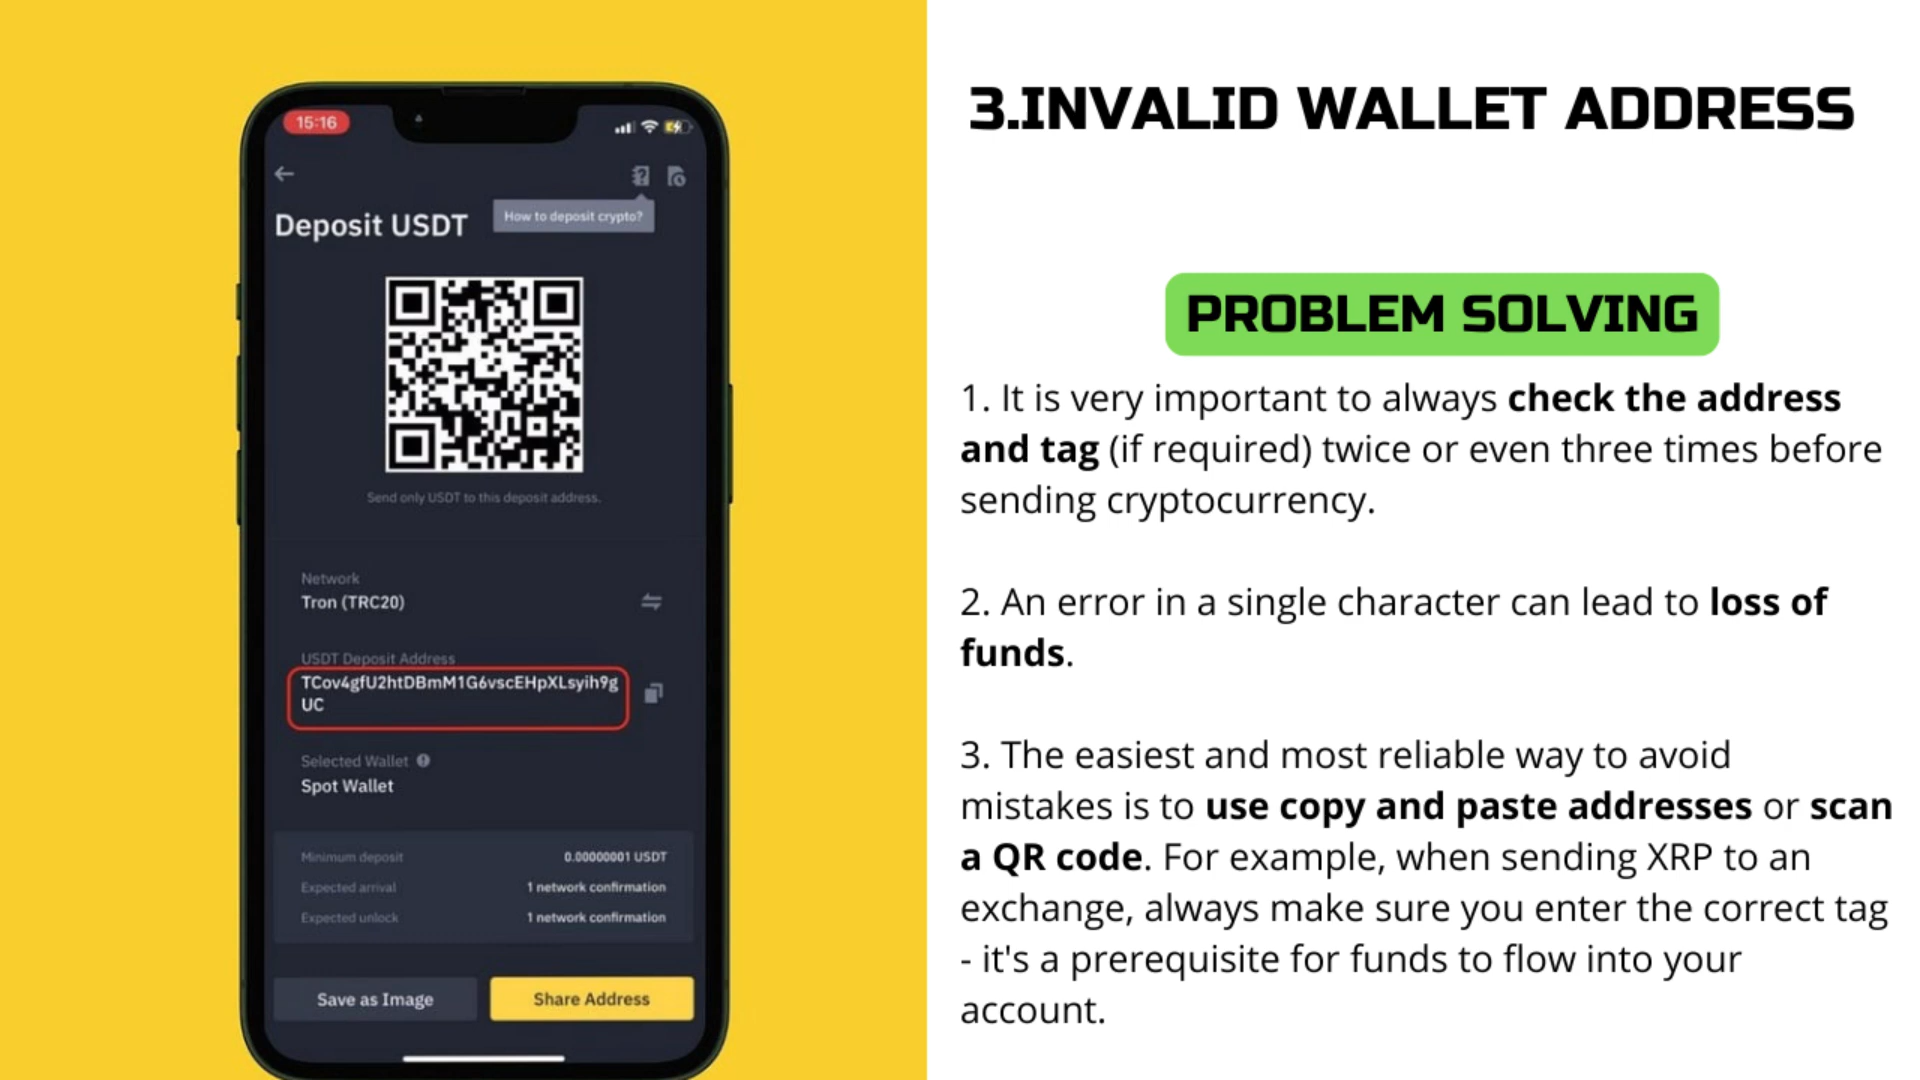 15:16
How to deposit crypto?
Deposit USDT
Send only USDT to this deposit address.
Network
Tron (TRC20)
USDT Deposit Address
TCov4gfU2htDBmM1G6vscEHpXLsyih9g
UC
Selected Wallet
Spot Wallet
Minimum deposit 0.00000001 USDT
Expected arrival 1 network confirmation
Expected unlock 1 network confirmation
Save as Image Share Address
3.INVALID WALLET ADDRESS
PROBLEM SOLVING
1. It is very important to always check the address
and tag (if required) twice or even three times before
sending cryptocurrency.
2. An error in a single character can lead to loss of
funds.
3. The easiest and most reliable way to avoid
mistakes is to use copy and paste addresses or scan
a QR code. For example, when sending XRP to an
exchange, always make sure you enter the correct tag
- it's a prerequisite for funds to flow into your
account.